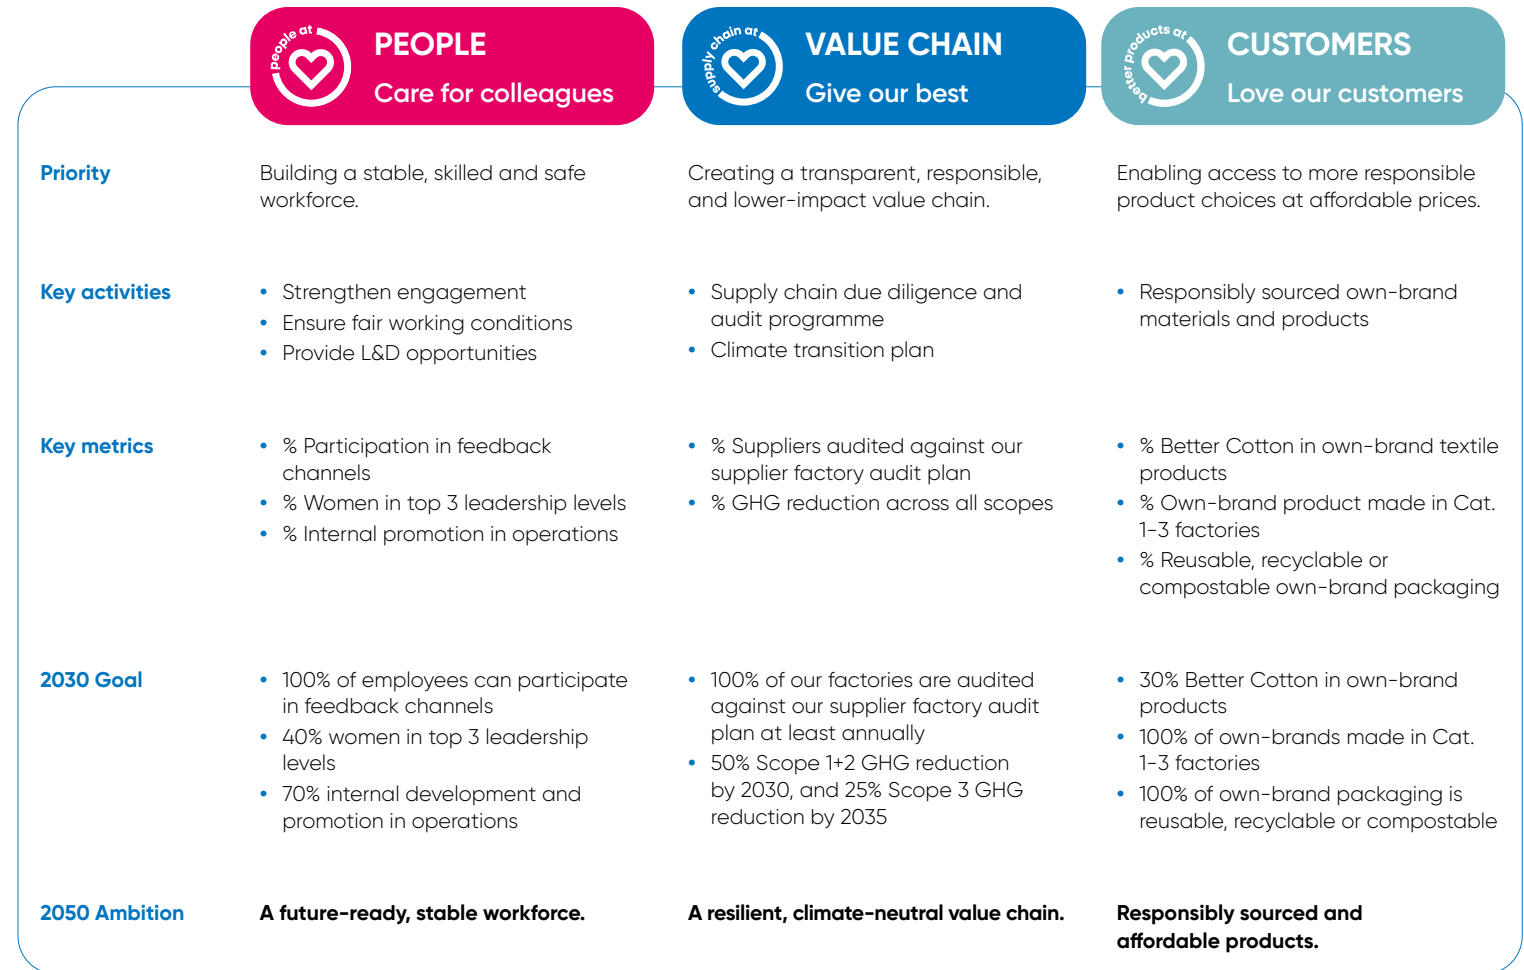 people at
PEOPLE
Care for colleagues
supply chain at
VALUE CHAIN
Give our best
better products at
CUSTOMERS
Love our customers
Priority
Building a stable, skilled and safe
workforce.
Creating a transparent, responsible,
and lower-impact value chain.
Enabling access to more responsible
product choices at affordable prices.
Key activities
• Strengthen engagement
• Ensure fair working conditions
• Provide L&D opportunities
• Supply chain due diligence and
audit programme
• Climate transition plan
• Responsibly sourced own-brand
materials and products
Key metrics
• % Participation in feedback
channels
• % Women in top 3 leadership levels
• % Internal promotion in operations
• % Suppliers audited against our
supplier factory audit plan
• % GHG reduction across all scopes
• % Better Cotton in own-brand textile
products
• % Own-brand product made in Cat.
1-3 factories
• % Reusable, recyclable or
compostable own-brand packaging
2030 Goal
• 100% of employees can participate
in feedback channels
• 40% women in top 3 leadership
levels
• 70% internal development and
promotion in operations
• 100% of our factories are audited
against our supplier factory audit
plan at least annually
• 50% Scope 1+2 GHG reduction
by 2030, and 25% Scope 3 GHG
reduction by 2035
• 30% Better Cotton in own-brand
products
• 100% of own-brands made in Cat.
1-3 factories
• 100% of own-brand packaging is
reusable, recyclable or compostable
2050 Ambition
A future-ready, stable workforce.
A resilient, climate-neutral value chain.
Responsibly sourced and
affordable products.